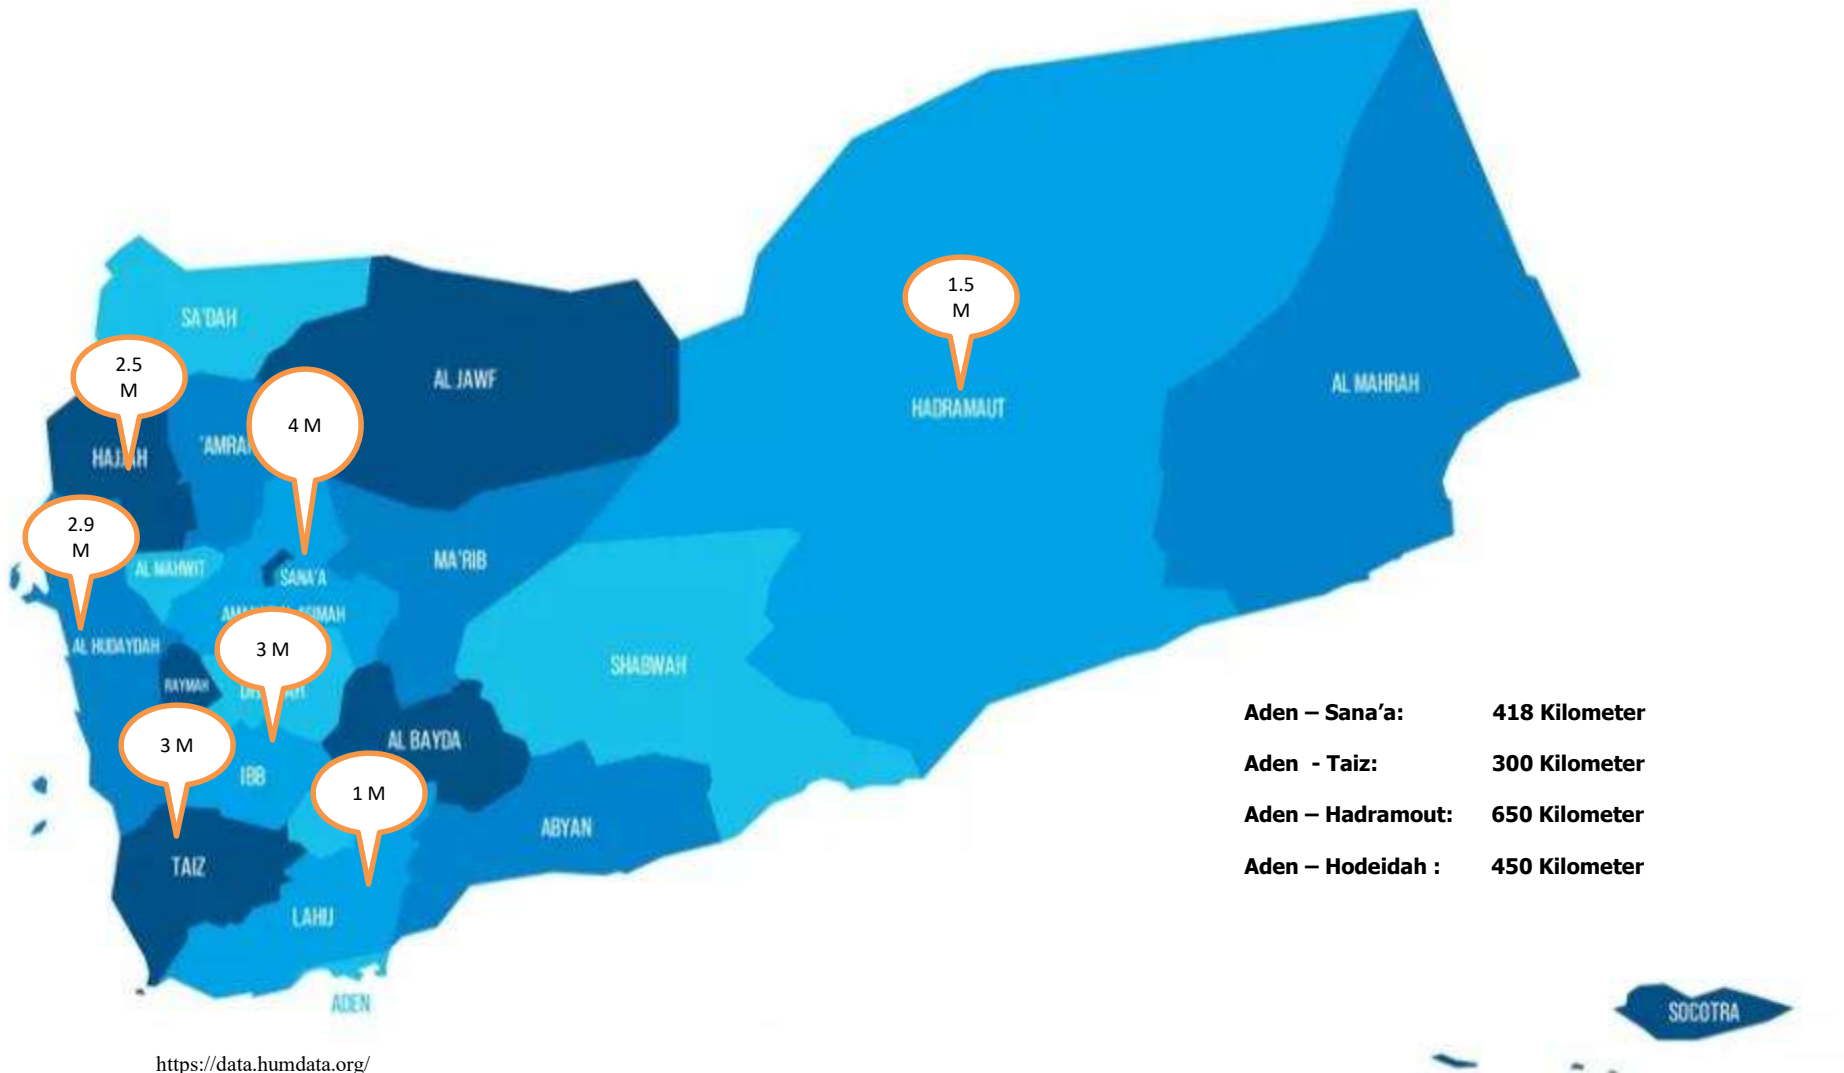 SA'DAH
1.5
M
2.5
M
AL JAWF
AL MAHRAH
HADRAMAUT
4 M
HAJJAH
2.9
M
MA'RIB
AL MAHWIT
SANA'A
AL HUDAYDAH
3 M
SHABWAH
RAYMAH
3 M
AL BAYDA
IBB
1 M
ABYAN
TAIZ
LAHIJ
ADEN
Aden – Sana’a: 418 Kilometer
Aden - Taiz: 300 Kilometer
Aden – Hadramout: 650 Kilometer
Aden – Hodeidah : 450 Kilometer
SOCOTRA
https://data.humdata.org/